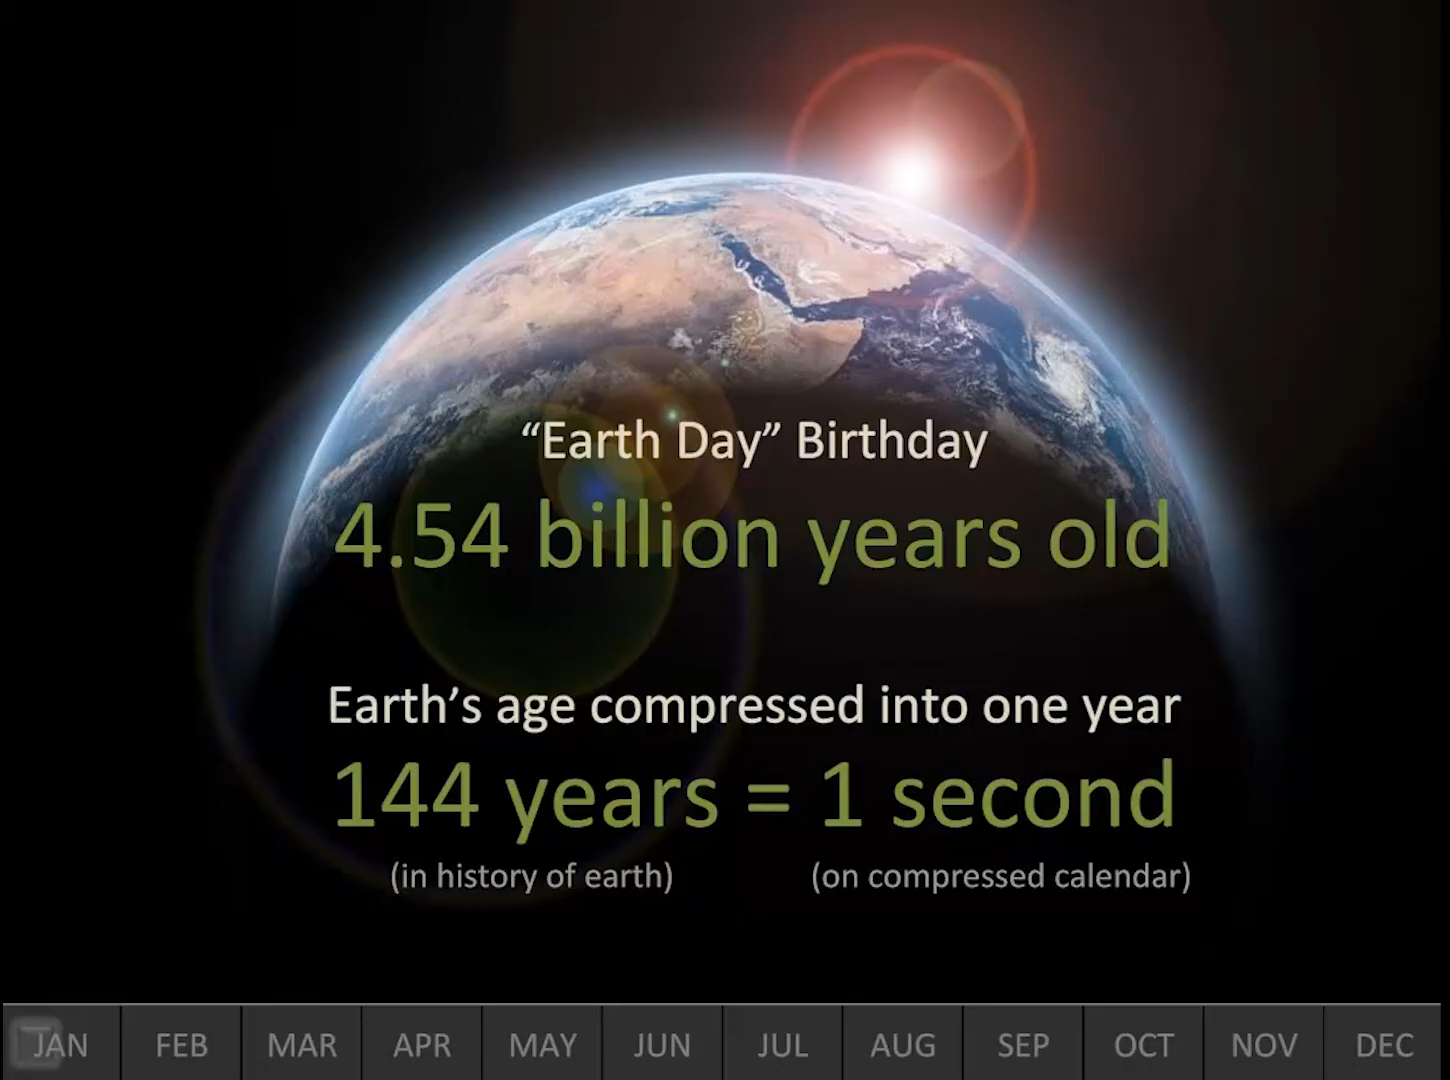 “Earth Day” Birthday
4.54 billion years old
Earth’s age compressed into one year
144 years = 1 second
(in history of earth) (on compressed calendar)
JAN FEB MAR APR MAY JUN JUL AUG SEP OCT NOV DEC